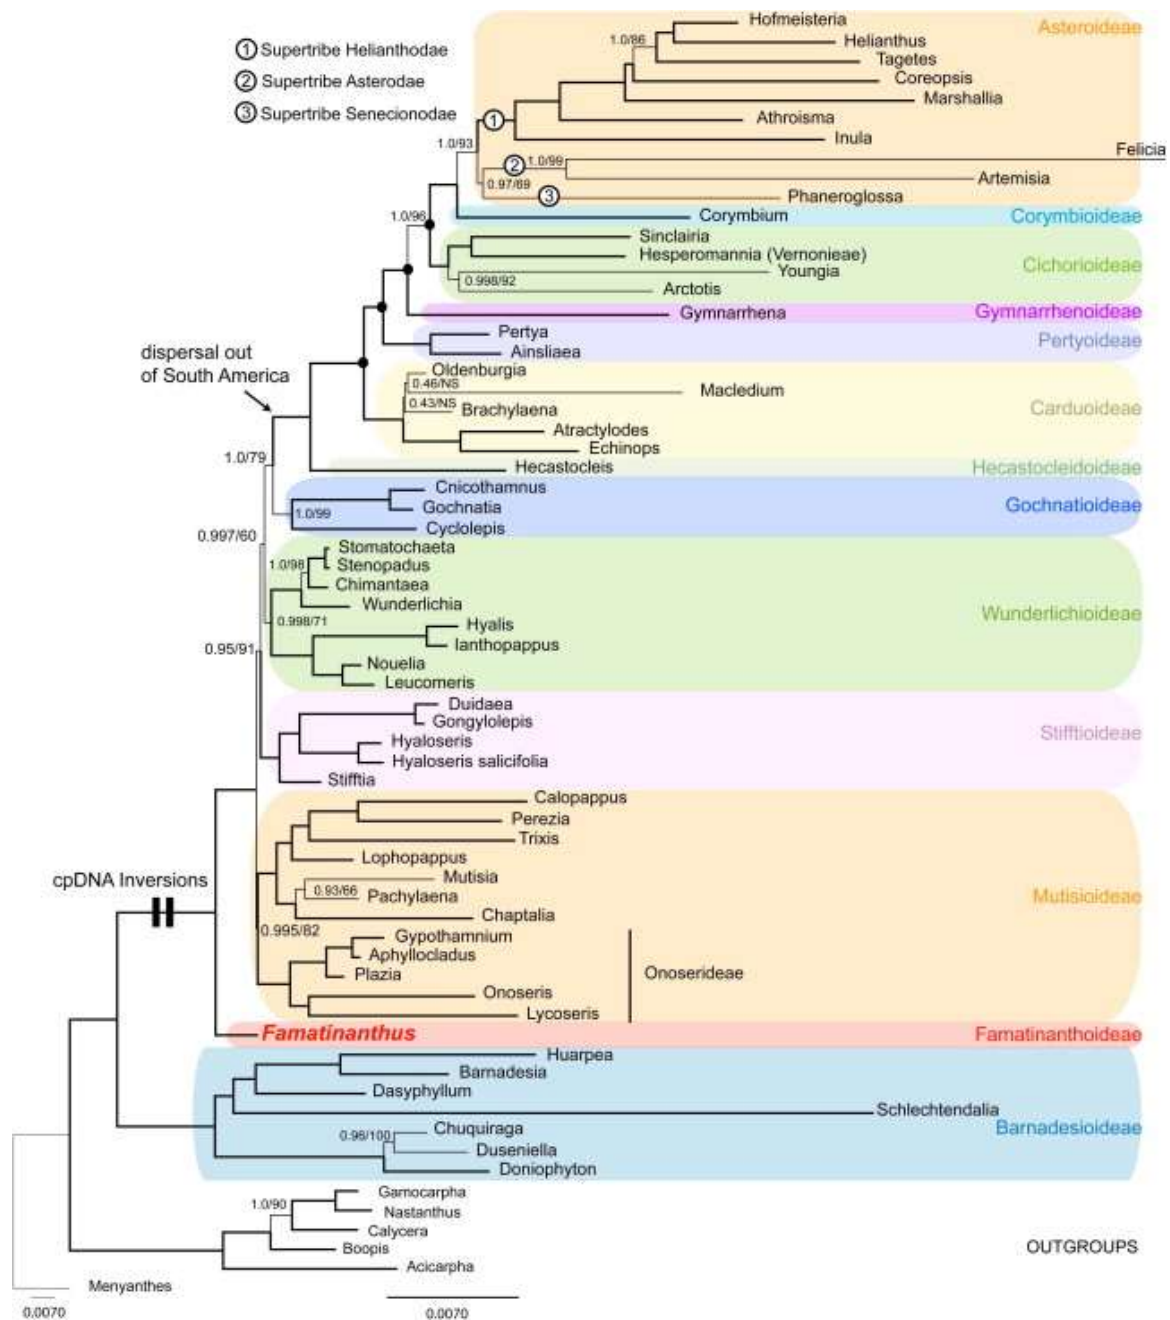 Hofmeisteria
Asteroideae
1.0/86
Helianthus
① Supertribe Helianthodae
Tagetes
② Supertribe Asterodae
Coreopsis
Marshallia
③ Supertribe Senecionodae
Athroisma
1
Inula
1.0/93
Felicia
2
1.0/99
Artemisia
0.97/69
3
Phaneroglossa
1.0/96
Corymbium
Corymbioideae
Sinclairia
Hesperomannia (Vernonieae)
Cichorioideae
Youngia
0.998/92
Arctotis
Gymnarrhena
Gymnarrhenoideae
Pertya
Pertyoideae
dispersal out
of South America
Ainsliaea
Oldenburgia
0.46/NS
Macledium
0.43/NS
Brachylaena
Carduoideae
Atractylodes
Echinops
1.0/79
Hecastocleis
Hecastocleidoideae
Cnicothamnus
Gochnatia
Gochnatioideae
1.0/99
Cyclolepis
0.997/60
Stomatochaeta
1.0/98
Stenopadus
Chimantaea
Wunderlichia
Wunderlichioideae
0.998/71
Hyalis
Ianthopappus
0.95/91
Nouelia
Leucomeris
Duidaea
Gongylolepis
Stifftioideae
Hyaloseris
Hyaloseris salicifolia
Stifftia
Calopappus
Perezia
Trixis
Lophopappus
cpDNA Inversions
Mutisia
0.93/66
Pachylaena
Mutisioideae
Chaptalia
0.995/82
Gypothamnium
Aphyllocladus
Plazia
Onoserideae
Onoseris
Lycoseris
Famatinanthus
Famatinanthoideae
Huarpea
Barnadesia
Dasyphyllum
Schlechtendalia
Chuquiraga
Barnadesioideae
0.96/100
Duseniella
Doniophyton
Gamocarpha
1.0/90
Nastanthus
Calycera
Boopis
OUTGROUPS
Acicarpha
Menyanthes
0.0070
0.0070